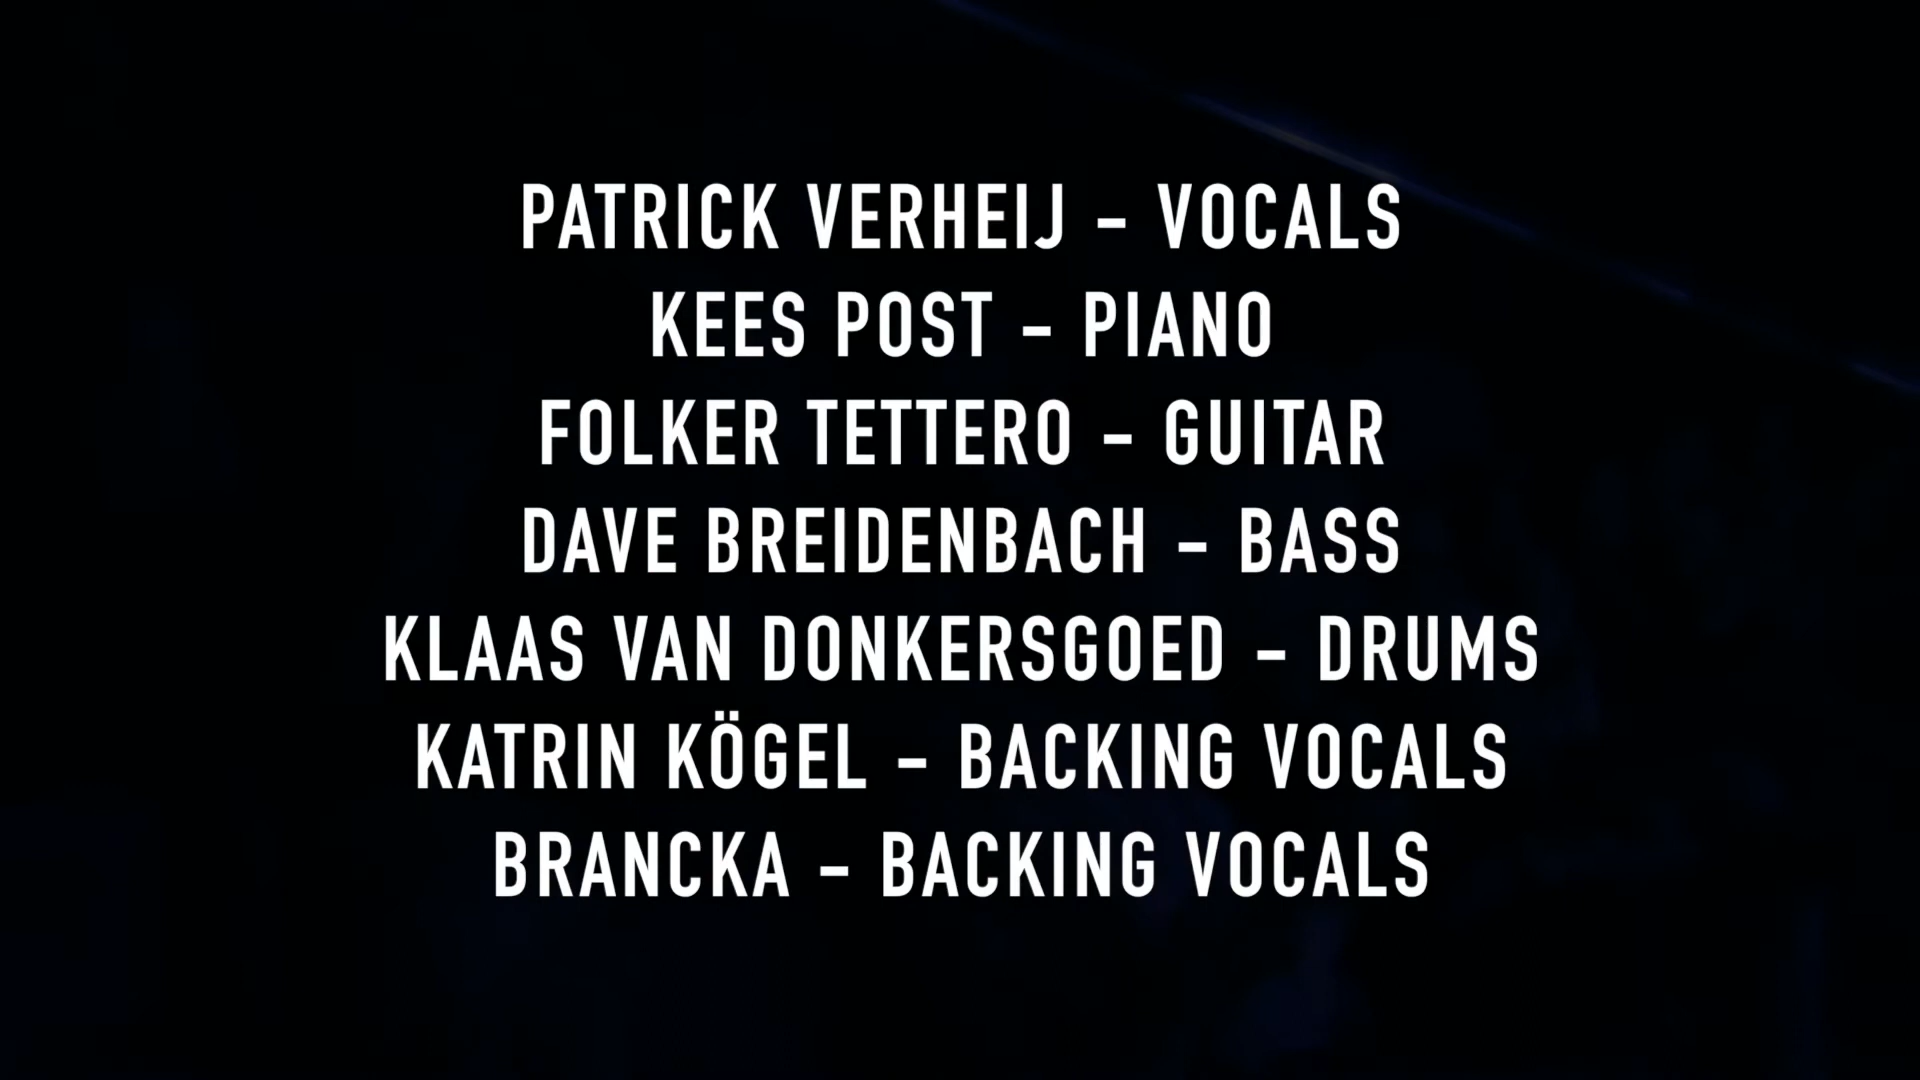 PATRICK VERHEIJ - VOCALS
KEES POST - PIANO
FOLKER TETTERO - GUITAR
DAVE BREIDENBACH - BASS
KLAAS VAN DONKERSGOED - DRUMS
KATRIN KÖGEL - BACKING VOCALS
BRANCKA - BACKING VOCALS